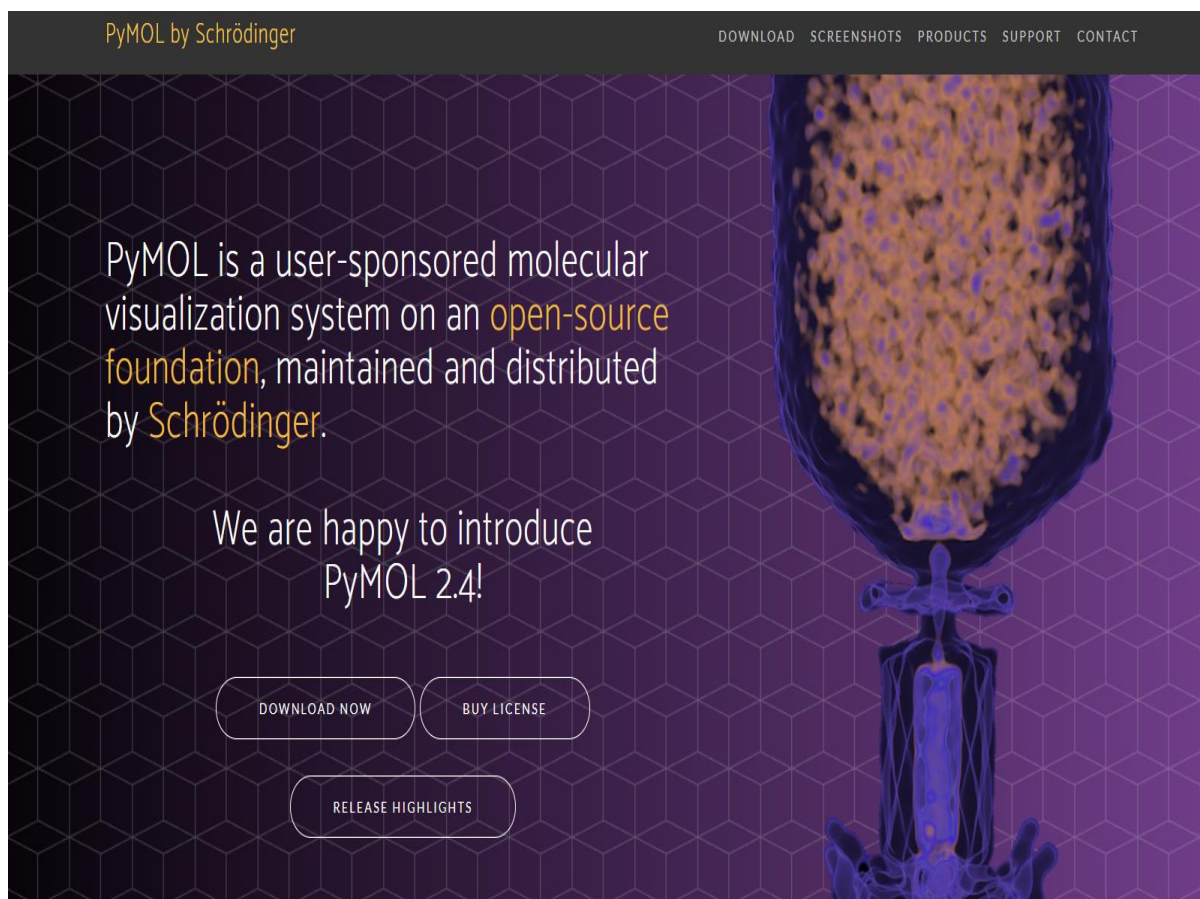 PyMOL by Schrödinger
DOWNLOAD SCREENSHOTS PRODUCTS SUPPORT CONTACT
PyMOL is a user-sponsored molecular
visualization system on an open-source
foundation, maintained and distributed
by Schrödinger.
We are happy to introduce
PyMOL 2.4!
DOWNLOAD NOW
BUY LICENSE
RELEASE HIGHLIGHTS